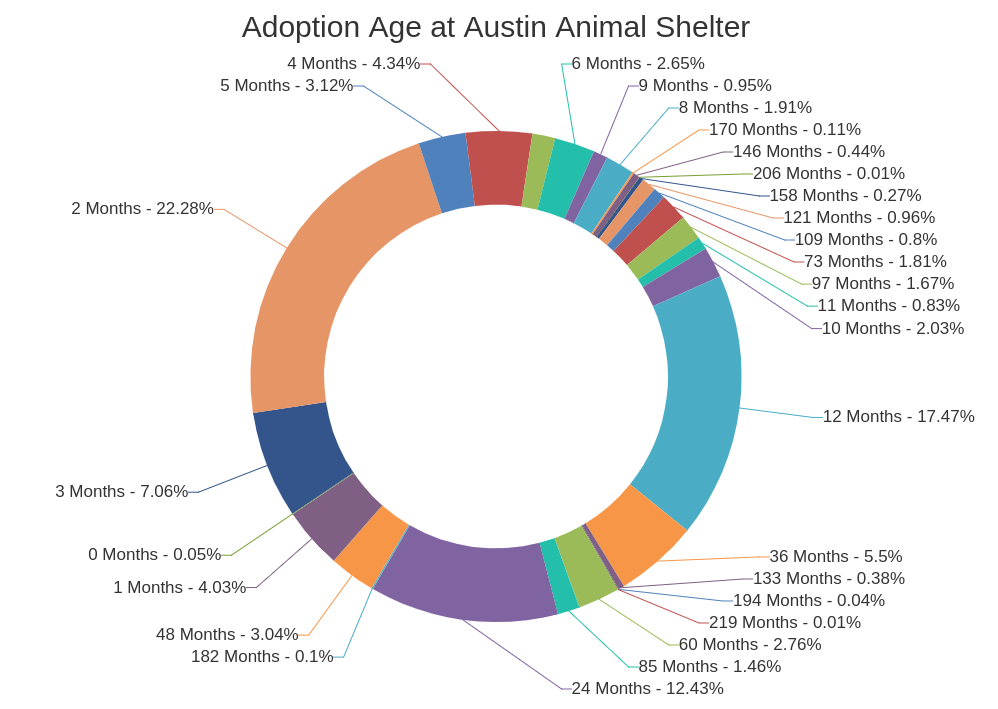 Adoption Age at Austin Animal Shelter
4 Months - 4.34%
5 Months - 3.12%
2 Months - 22.28%
3 Months - 7.06%
0 Months - 0.05%
1 Months - 4.03%
48 Months - 3.04%
182 Months - 0.1%
6 Months - 2.65%
9 Months - 0.95%
8 Months - 1.91%
170 Months - 0.11%
146 Months - 0.44%
206 Months - 0.01%
158 Months - 0.27%
121 Months - 0.96%
109 Months - 0.8%
73 Months - 1.81%
97 Months - 1.67%
11 Months - 0.83%
10 Months - 2.03%
12 Months - 17.47%
36 Months - 5.5%
133 Months - 0.38%
194 Months - 0.04%
219 Months - 0.01%
60 Months - 2.76%
85 Months - 1.46%
24 Months - 12.43%